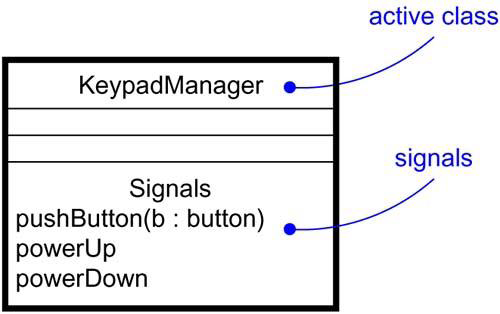 active class
KeypadManager
signals
Signals
pushButton(b : button)
powerUp
powerDown